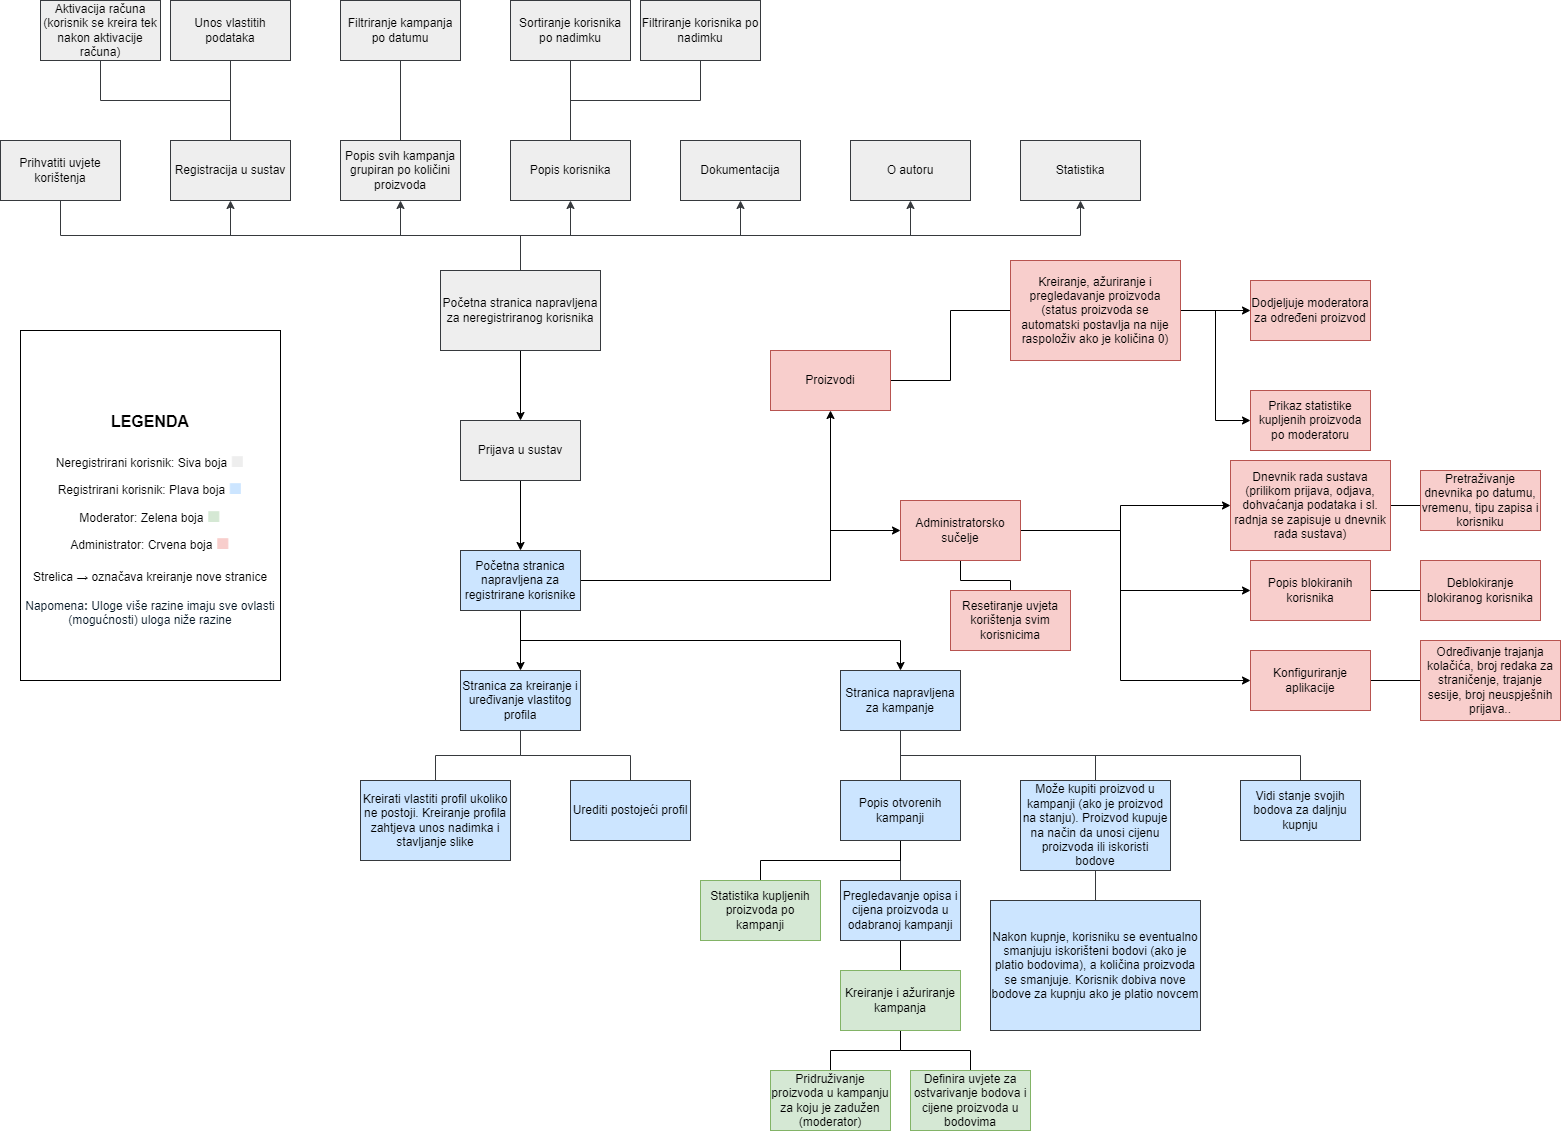 Aktivacija računa
(korisnik se kreira tek
nakon aktivacije
računa)
Unos vlastitih
podataka
Filtriranje kampanja
po datumu
Sortiranje korisnika
po nadimku
Filtriranje korisnika po
nadimku
Prihvatiti uvjete
korištenja
Registracija u sustav
Popis svih kampanja
grupiran po količini
proizvoda
Popis korisnika
Dokumentacija
O autoru
Statistika
Početna stranica napravljena
za neregistriranog korisnika
Kreiranje, ažuriranje i
pregledavanje proizvoda
(status proizvoda se
automatski postavlja na nije
raspoloživ ako je količina 0)
Dodjeljuje moderatora
za određeni proizvod
Proizvodi
Prikaz statistike
kupljenih proizvoda
po moderatoru
LEGENDA
Neregistrirani korisnik: Siva boja
Registrirani korisnik: Plava boja
Moderator: Zelena boja
Administrator: Crvena boja
Strelica → označava kreiranje nove stranice
Napomena: Uloge više razine imaju sve ovlasti
(mogućnosti) uloga niže razine
Prijava u sustav
Administratorsko
sučelje
Dnevnik rada sustava
(prilikom prijava, odjava,
dohvaćanja podataka i sl.
radnja se zapisuje u dnevnik
rada sustava)
Pretraživanje
dnevnika po datumu,
vremenu, tipu zapisa i
korisniku
Početna stranica
napravljena za
registrirane korisnike
Resetiranje uvjeta
korištenja svim
korisnicima
Popis blokiranih
korisnika
Deblokiranje
blokiranog korisnika
Konfiguriranje
aplikacije
Određivanje trajanja
kolačića, broj redaka za
straničenje, trajanje
sesije, broj neuspješnih
prijava..
Stranica za kreiranje i
uređivanje vlastitog
profila
Stranica napravljena
za kampanje
Kreirati vlastiti profil ukoliko
ne postoji. Kreiranje profila
zahtjeva unos nadimka i
stavljanje slike
Urediti postojeći profil
Popis otvorenih
kampanji
Može kupiti proizvod u
kampanji (ako je proizvod
na stanju). Proizvod kupuje
na način da unosi cijenu
proizvoda ili iskoristi
bodove
Vidi stanje svojih
bodova za daljnju
kupnju
Statistika kupljenih
proizvoda po
kampanji
Pregledavanje opisa i
cijena proizvoda u
odabranoj kampanji
Nakon kupnje, korisniku se eventualno
smanjuju iskorišteni bodovi (ako je
platio bodovima), a količina proizvoda
se smanjuje. Korisnik dobiva nove
bodove za kupnju ako je platio novcem
Kreiranje i ažuriranje
kampanja
Pridruživanje
proizvoda u kampanju
za koju je zadužen
(moderator)
Definira uvjete za
ostvarivanje bodova i
cijene proizvoda u
bodovima